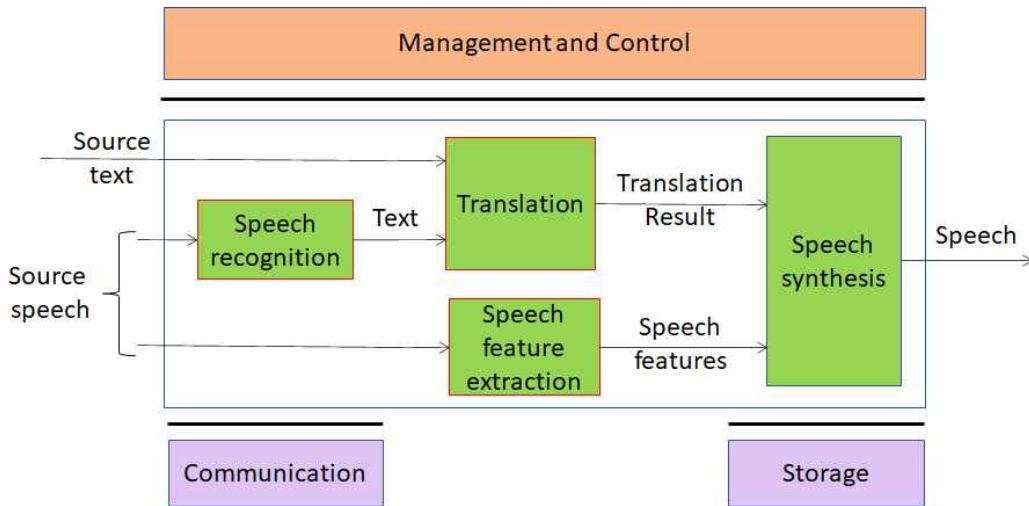 Management and Control
Source
text
Translation
Translation
Result
Speech
recognition
Text
Source
speech
Speech
synthesis
Speech
Speech
feature
extraction
Speech
features
Communication
Storage